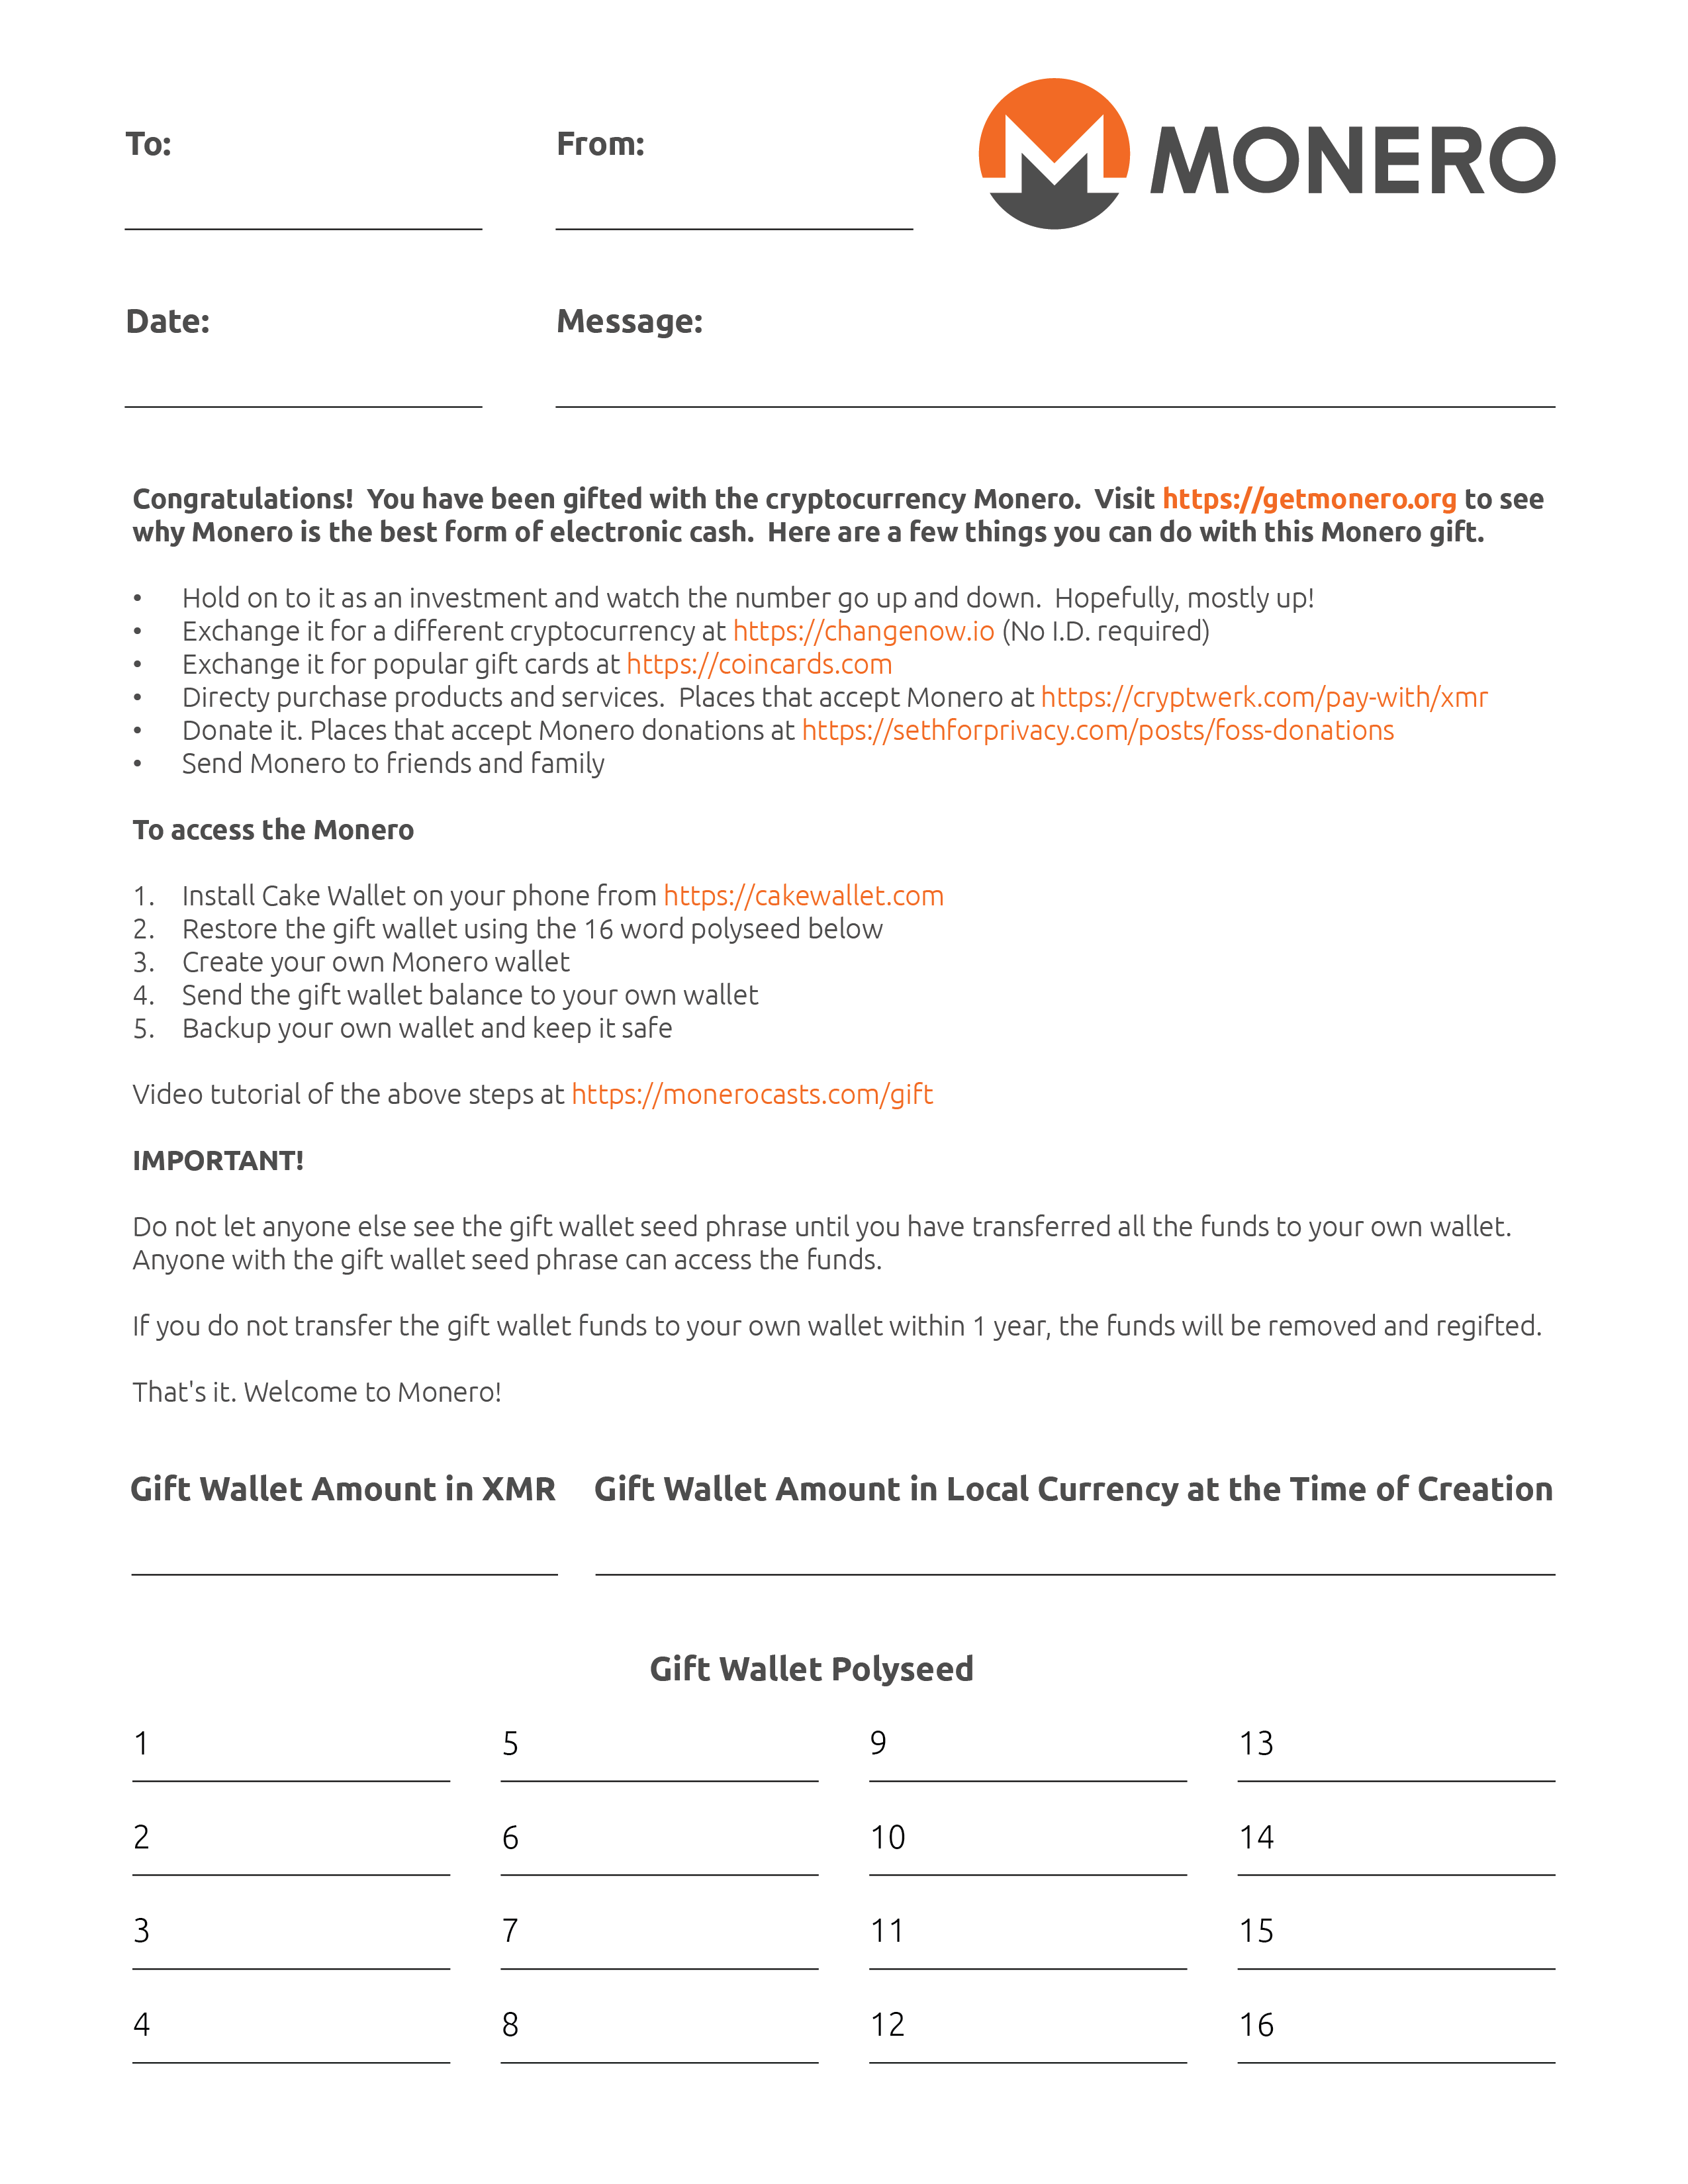 To:
From:
MONERO
Date:
Message:
Congratulations!  You have been gifted with the cryptocurrency Monero.  Visit https://getmonero.org to see
why Monero is the best form of electronic cash.  Here are a few things you can do with this Monero gift.
• Hold on to it as an investment and watch the number go up and down.  Hopefully, mostly up!
• Exchange it for a different cryptocurrency at https://changenow.io (No I.D. required)
• Exchange it for popular gift cards at https://coincards.com
• Directy purchase products and services.  Places that accept Monero at https://cryptwerk.com/pay-with/xmr
• Donate it. Places that accept Monero donations at https://sethforprivacy.com/posts/foss-donations
• Send Monero to friends and family
To access the Monero
1. Install Cake Wallet on your phone from https://cakewallet.com
2. Restore the gift wallet using the 16 word polyseed below
3. Create your own Monero wallet
4. Send the gift wallet balance to your own wallet
5. Backup your own wallet and keep it safe
Video tutorial of the above steps at https://monerocasts.com/gift
IMPORTANT!
Do not let anyone else see the gift wallet seed phrase until you have transferred all the funds to your own wallet.
Anyone with the gift wallet seed phrase can access the funds.
If you do not transfer the gift wallet funds to your own wallet within 1 year, the funds will be removed and regifted.
That's it. Welcome to Monero!
Gift Wallet Amount in XMR
Gift Wallet Amount in Local Currency at the Time of Creation
Gift Wallet Polyseed
1 5 9 13
2 6 10 14
3 7 11 15
4 8 12 16